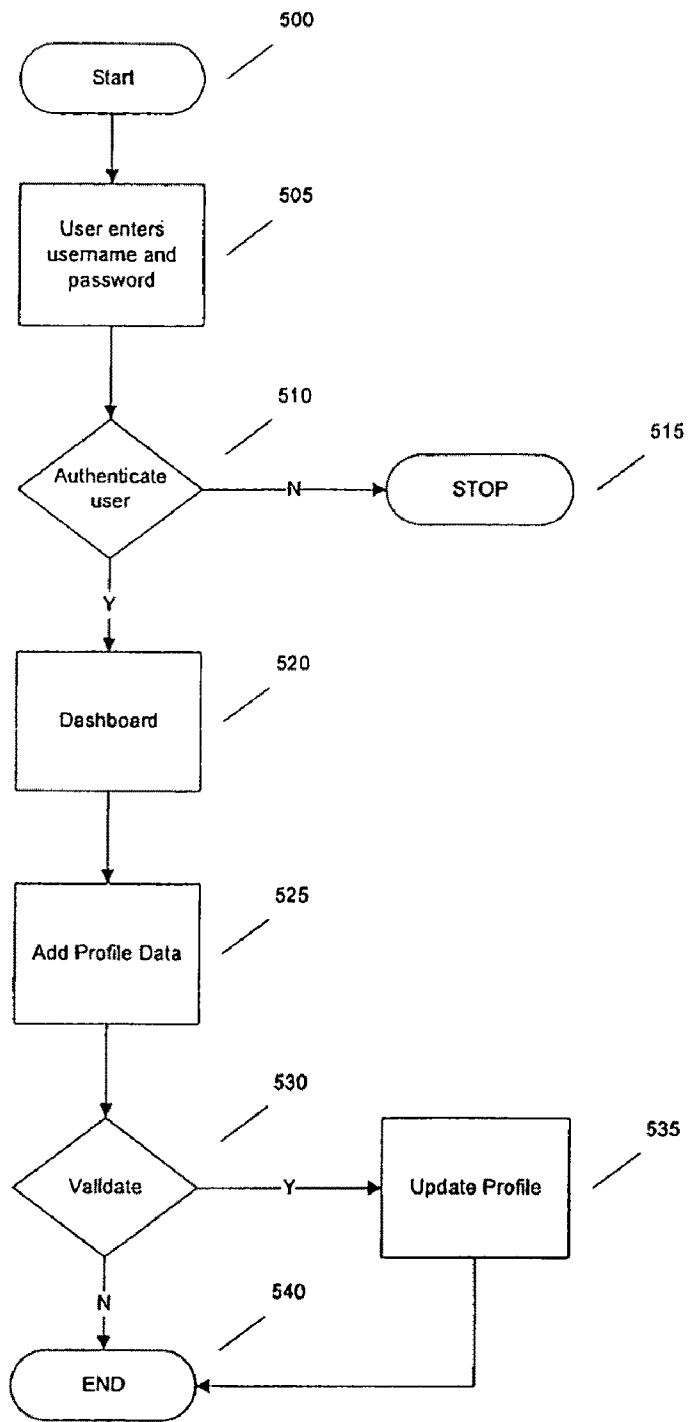 500
Start
505
User enters
username and
password
510
Authenticate
user
N
515
STOP
Y
520
Dashboard
525
Add Profile Data
530
Validate
Y
535
Update Profile
N
540
END